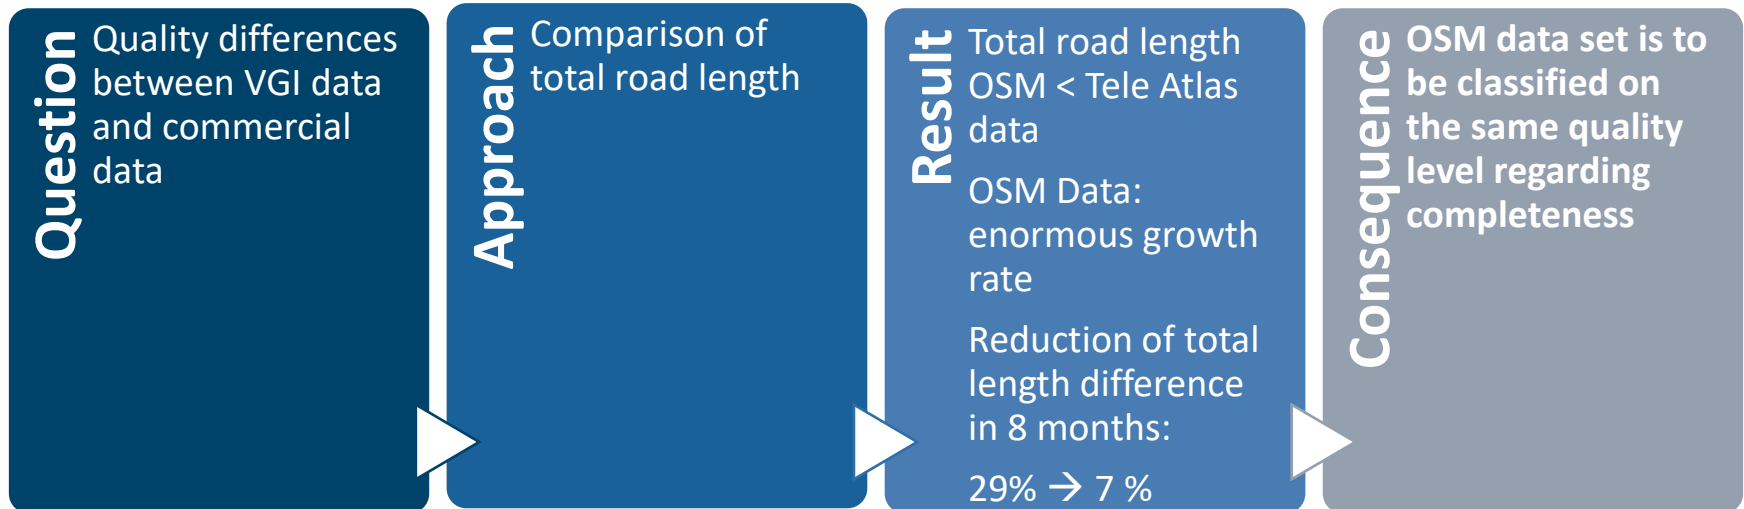 Question
Quality differences
between VGI data
and commercial
data
Approach
Comparison of
total road length
Result
Total road length
OSM < Tele Atlas
data
OSM Data:
enormous growth
rate
Reduction of total
length difference
in 8 months:
29% → 7 %
Consequence
OSM data set is to
be classified on
the same quality
level regarding
completeness